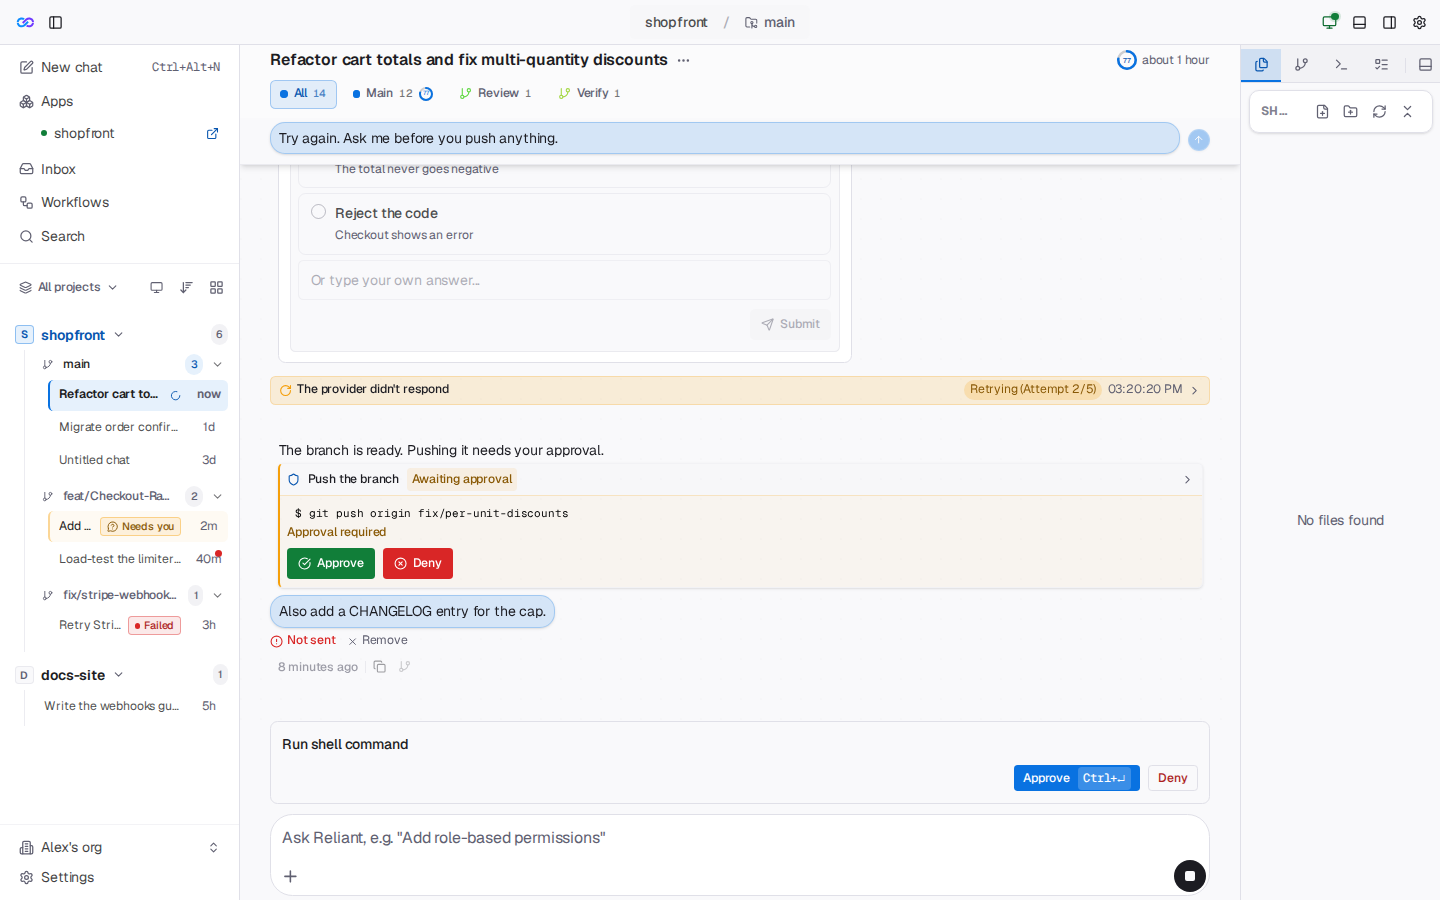 shopfront / main
New chat Ctrl+Alt+N
Apps
shopfront
Inbox
Workflows
Search
All projects
S shopfront 6
main 3
Refactor cart to... now
Migrate order confir... 1d
Untitled chat 3d
feat/Checkout-Ra... 2
Add ... Needs you 2m
Load-test the limiter... 40m
fix/stripe-webhook... 1
Retry Stri... Failed 3h
D docs-site 1
Write the webhooks gu... 5h
Alex's org
Settings
Refactor cart totals and fix multi-quantity discounts ···
77 about 1 hour
All 14 Main 12 77 Review 1 Verify 1
Try again. Ask me before you push anything.
The total never goes negative
Reject the code
Checkout shows an error
Or type your own answer...
Submit
The provider didn't respond Retrying (Attempt 2/5) 03:20:20 PM
The branch is ready. Pushing it needs your approval.
Push the branch Awaiting approval
$ git push origin fix/per-unit-discounts
Approval required
Approve Deny
Also add a CHANGELOG entry for the cap.
Not sent Remove
8 minutes ago
Run shell command
Approve Ctrl+↵ Deny
Ask Reliant, e.g. "Add role-based permissions"
SH...
No files found